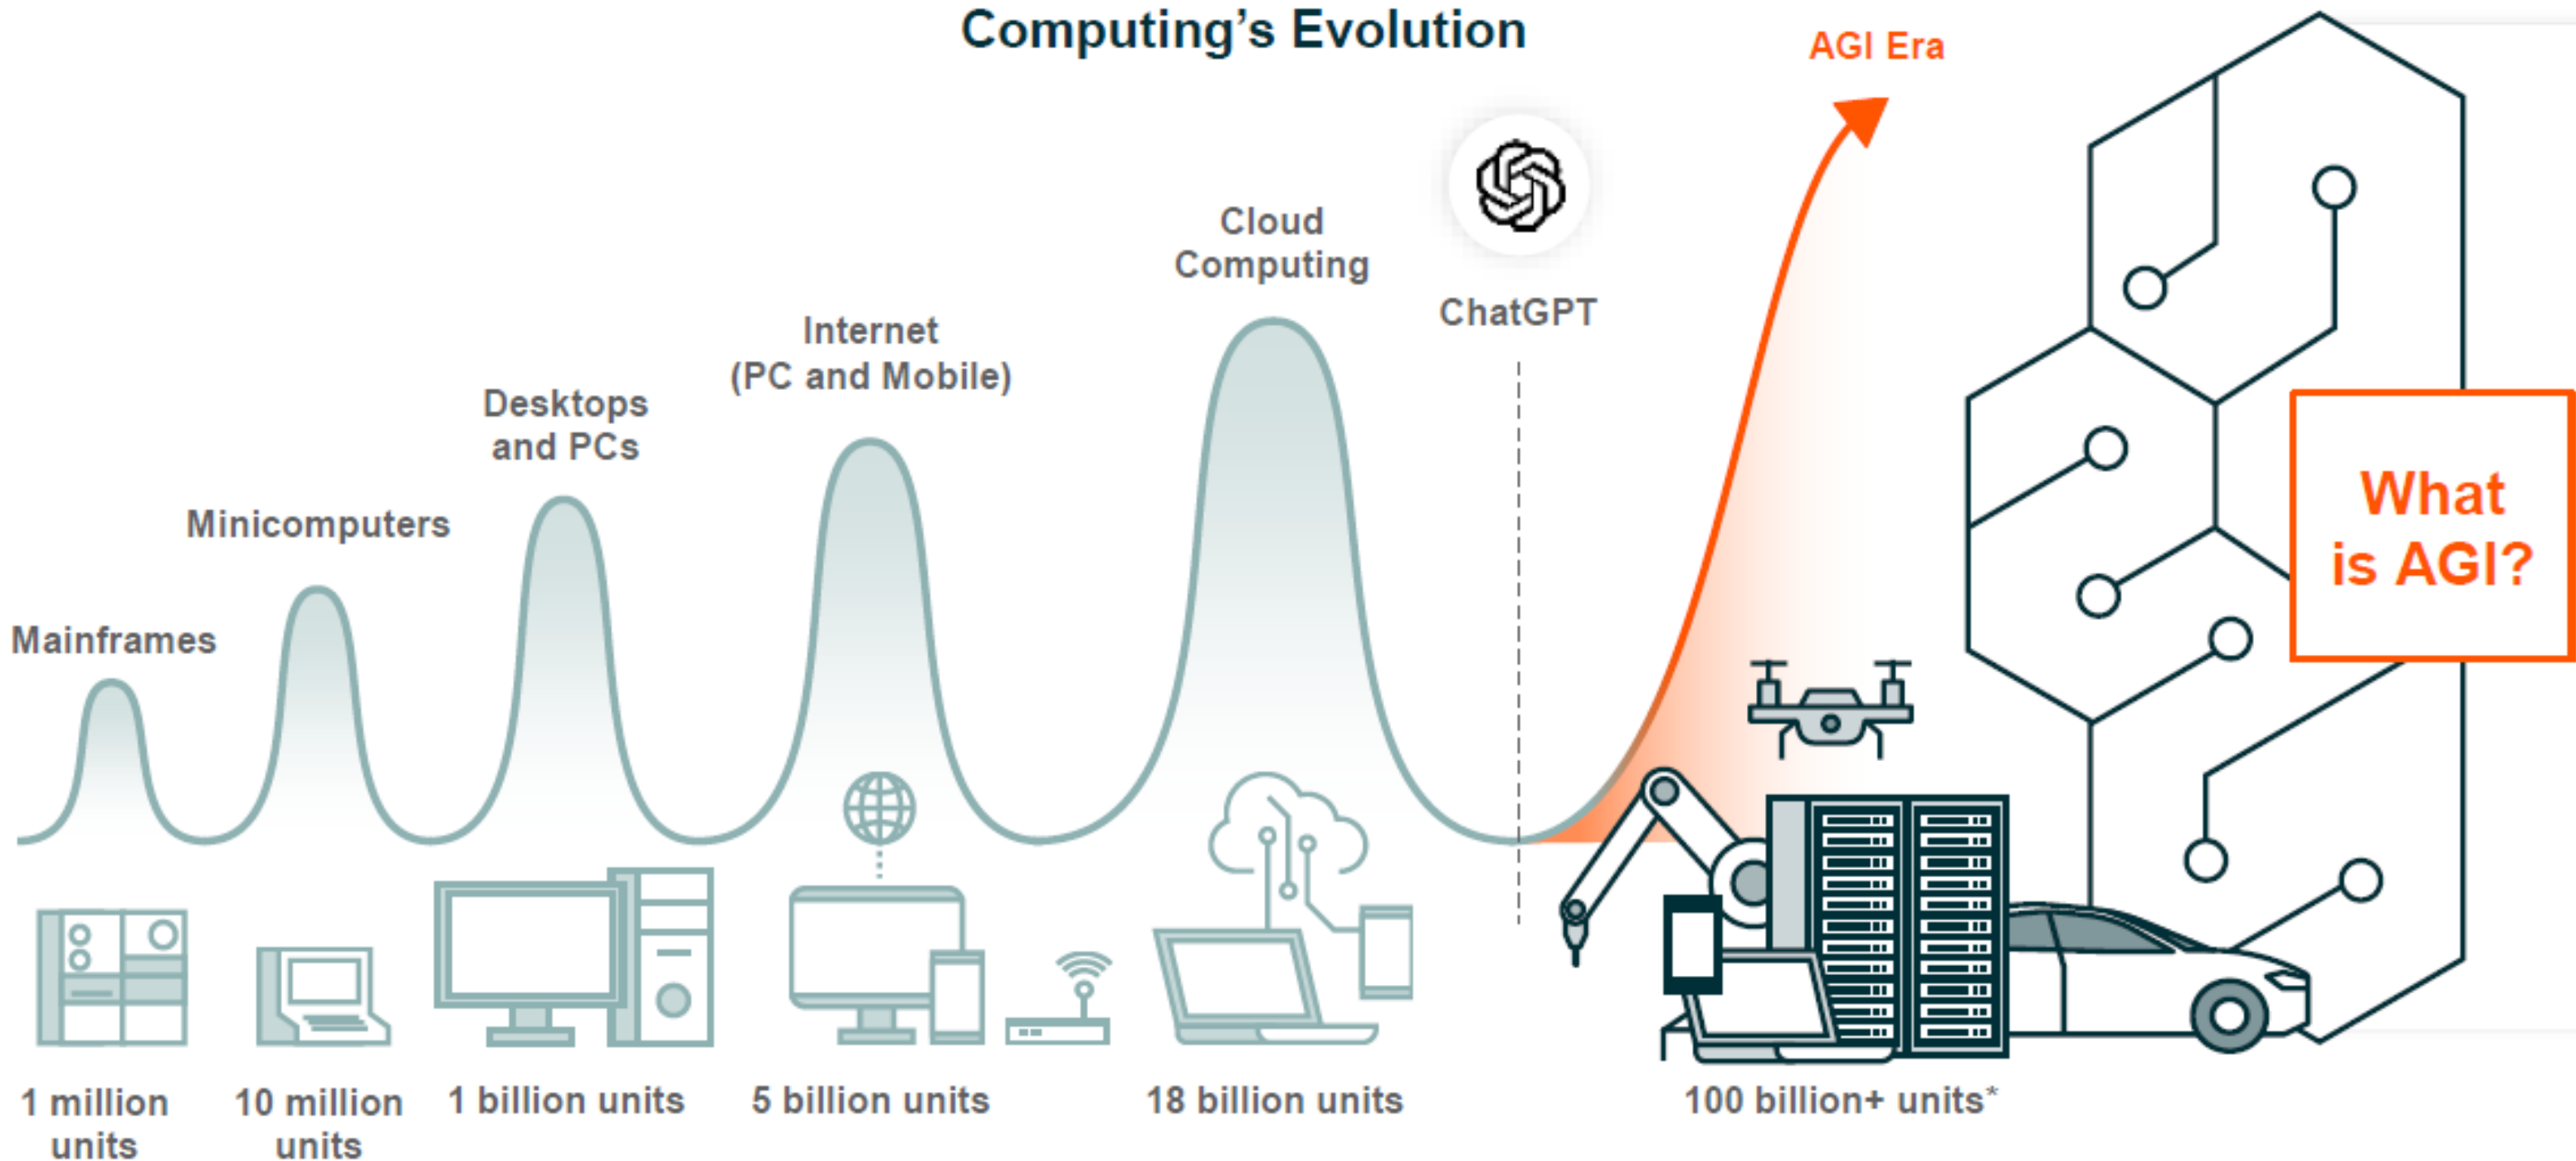 Computing's Evolution
AGI Era
Cloud
Computing
ChatGPT
Internet
(PC and Mobile)
Desktops
and PCs
Minicomputers
Mainframes
What
is AGI?
1 million
units
10 million
units
1 billion units
5 billion units
18 billion units
100 billion+ units*